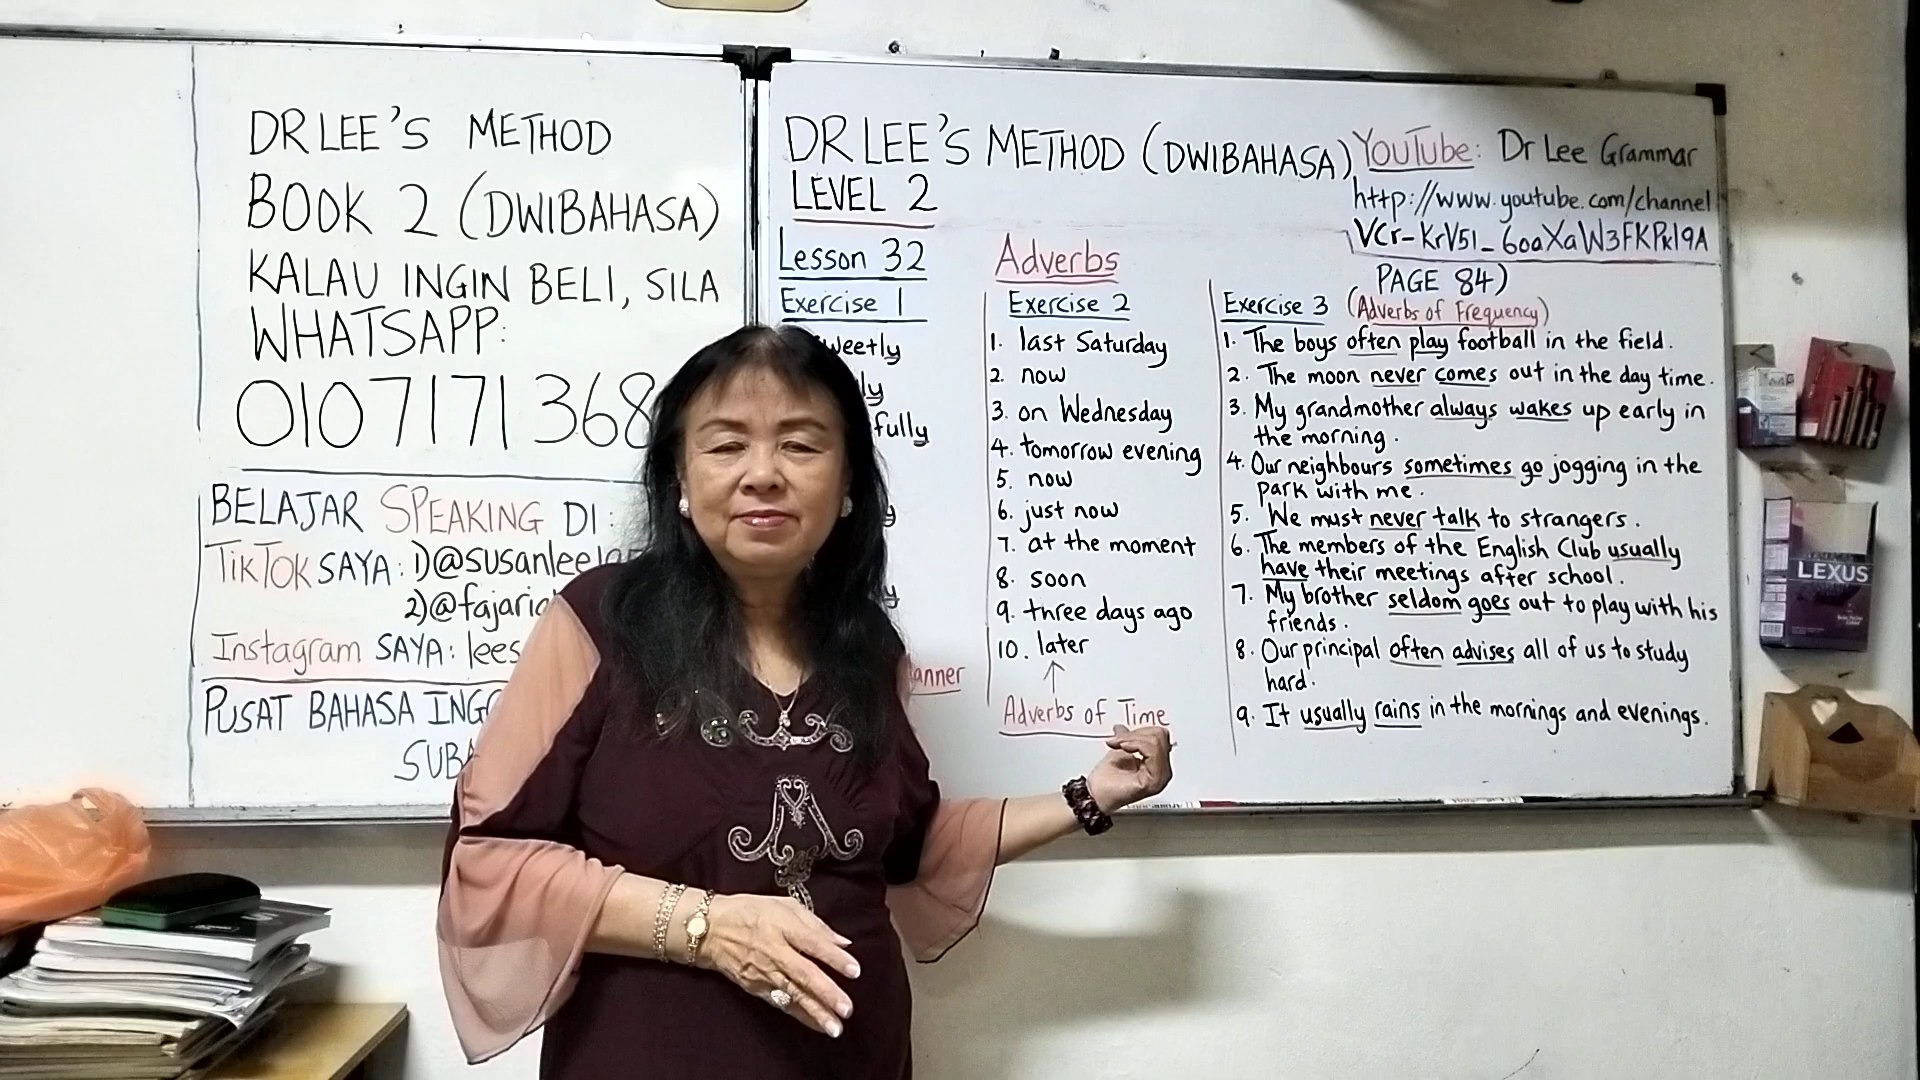 DR LEE'S METHOD
BOOK 2 (DWIBAHASA)
KALAU INGIN BELI, SILA
WHATSAPP:
0107171368
BELAJAR SPEAKING DI:
TIKTOK SAYA: 1)@susanlee
2)@fajaria
Instagram SAYA: lees
PUSAT BAHASA
DR LEE'S METHOD (DWIBAHASA)
LEVEL 2
YouTube: Dr Lee Grammar
http://www.youtube.com/channel
VCr-KrV5l_6oaXaW3FKPkl9A
PAGE 84)
Lesson 32
Adverbs
Exercise 1
Exercise 2
1. last Saturday
2. now
3. on Wednesday
4. tomorrow evening
5. now
6. just now
7. at the moment
8. soon
9. three days ago
10. later
Adverbs of Time
Exercise 3 (Adverbs of Frequency)
1. The boys often play football in the field.
2. The moon never comes out in the day time.
3. My grandmother always wakes up early in
the morning.
4. Our neighbours sometimes go jogging in the
park with me.
5. We must never talk to strangers.
6. The members of the English Club usually
have their meetings after school.
7. My brother seldom goes out to play with his
friends.
8. Our principal often advises all of us to study
hard.
9. It usually rains in the mornings and evenings.
LEXUS